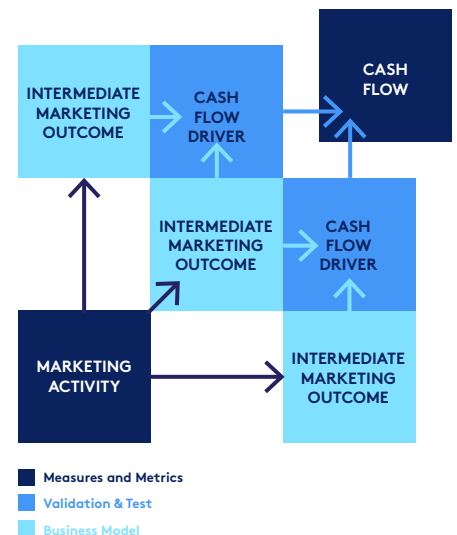 CASH
FLOW
INTERMEDIATE
MARKETING
OUTCOME
CASH
FLOW
DRIVER
INTERMEDIATE
MARKETING
OUTCOME
CASH
FLOW
DRIVER
MARKETING
ACTIVITY
INTERMEDIATE
MARKETING
OUTCOME
Measures and Metrics
Validation & Test
Business Model